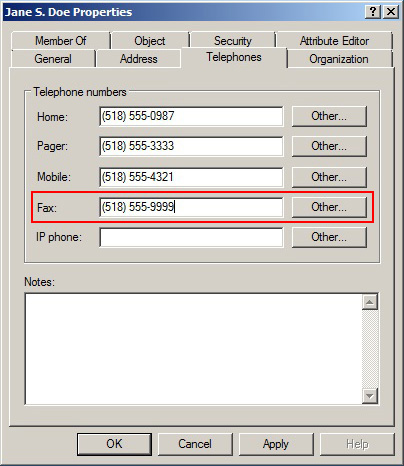 Jane S. Doe Properties
Member Of Object Security Attribute Editor
General Address Telephones Organization
Telephone numbers
Home: (518) 555-0987 Other...
Pager: (518) 555-3333 Other...
Mobile: (518) 555-4321 Other...
Fax: (518) 555-9999 Other...
IP phone: Other...
Notes:
OK Cancel Apply Help